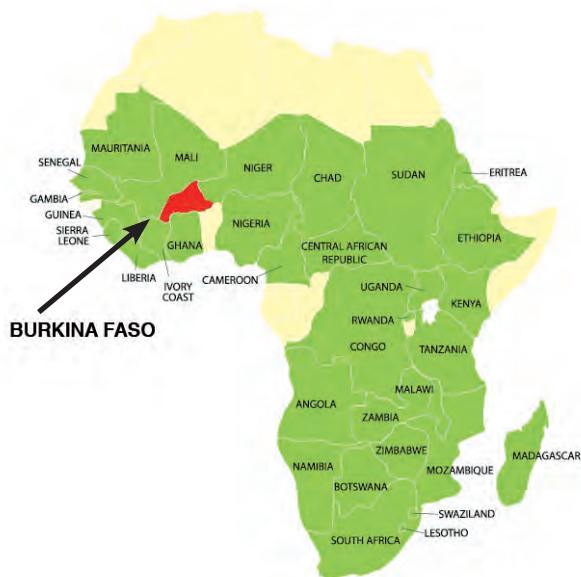 MAURITANIA
MALI
NIGER
CHAD
SUDAN
ERITREA
SENEGAL
GAMBIA
GUINEA
SIERRA
LEONE
NIGERIA
GHANA
ETHIOPIA
CENTRAL AFRICAN
REPUBLIC
LIBERIA
IVORY
COAST
CAMEROON
UGANDA
KENYA
BURKINA FASO
RWANDA
CONGO
TANZANIA
MALAWI
ANGOLA
ZAMBIA
ZIMBABWE
MADAGASCAR
NAMIBIA
MOZAMBIQUE
BOTSWANA
SWAZILAND
LESOTHO
SOUTH AFRICA